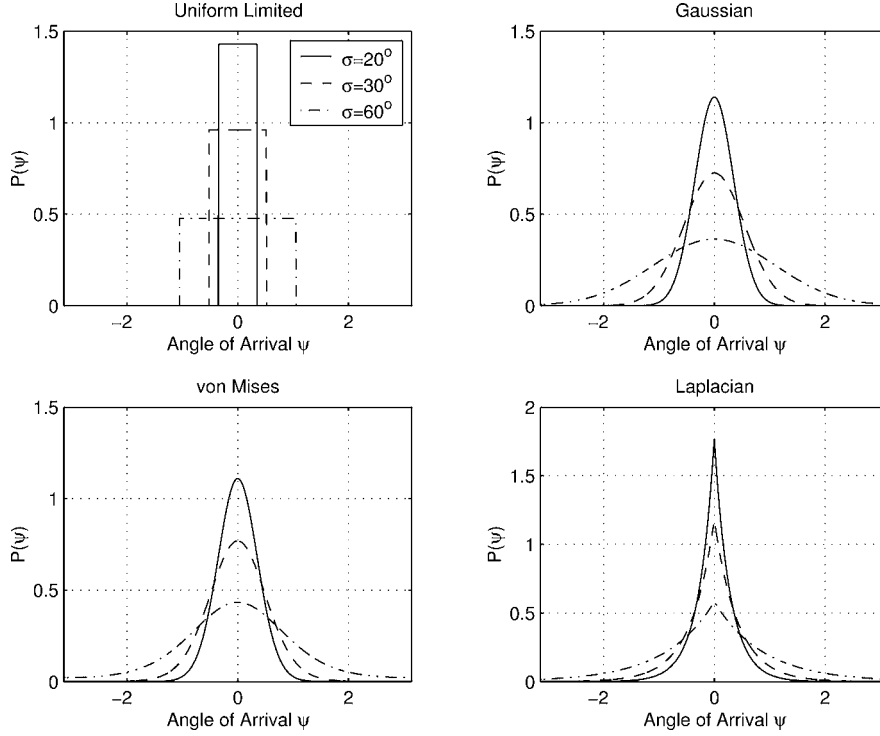 Uniform Limited
1.5
1
0.5
0
−2
0
2
P(ψ)
Angle of Arrival ψ
σ=20°
σ=30°
σ=60°
Gaussian
1.5
1
0.5
0
−2
0
2
P(ψ)
Angle of Arrival ψ
von Mises
1.5
1
0.5
0
−2
0
2
P(ψ)
Angle of Arrival ψ
Laplacian
2
1.5
1
0.5
0
−2
0
2
P(ψ)
Angle of Arrival ψ